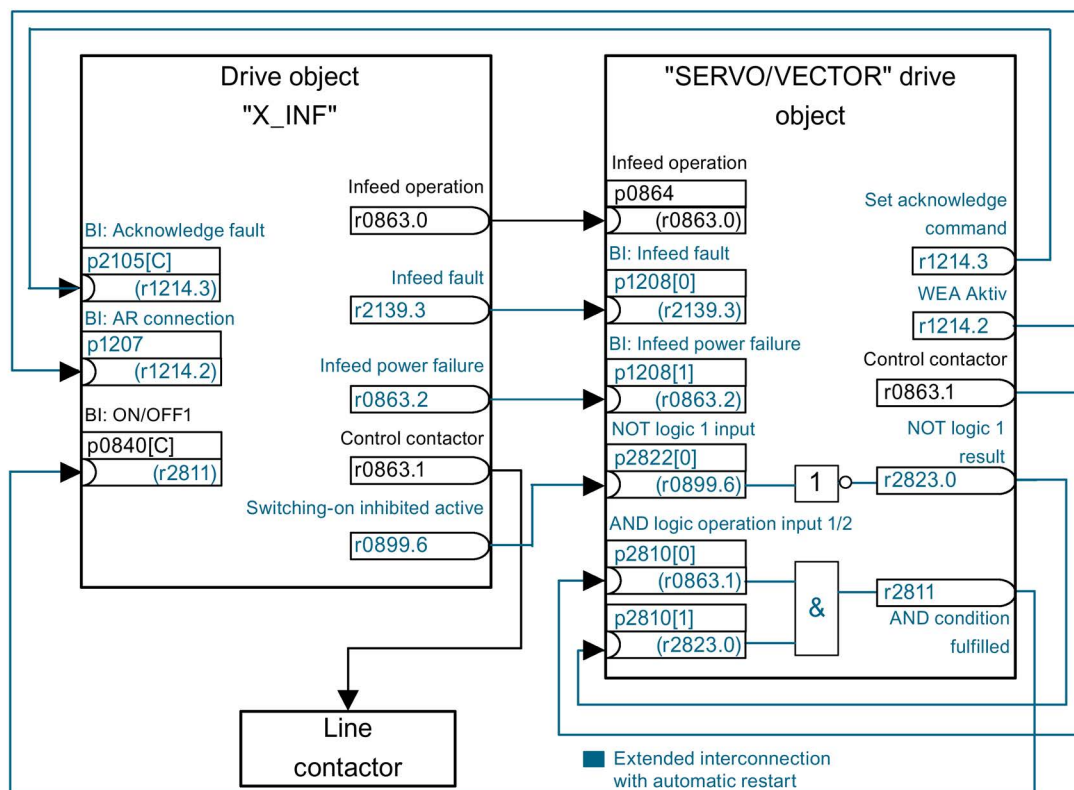 Drive object
"X_INF"
Infeed operation
r0863.0
BI: Acknowledge fault
p2105[C]
(r1214.3)
Infeed fault
r2139.3
BI: AR connection
p1207
(r1214.2)
Infeed power failure
r0863.2
BI: ON/OFF1
p0840[C]
(r2811)
Control contactor
r0863.1
Switching-on inhibited active
r0899.6
Line
contactor
"SERVO/VECTOR" drive
object
Infeed operation
p0864
(r0863.0)
Set acknowledge
command
r1214.3
BI: Infeed fault
p1208[0]
(r2139.3)
WEA Aktiv
r1214.2
BI: Infeed power failure
p1208[1]
(r0863.2)
Control contactor
r0863.1
NOT logic 1 input
p2822[0]
(r0899.6)
1
NOT logic 1
result
r2823.0
AND logic operation input 1/2
p2810[0]
(r0863.1)
p2810[1]
(r2823.0)
&
r2811
AND condition
fulfilled
Extended interconnection
with automatic restart